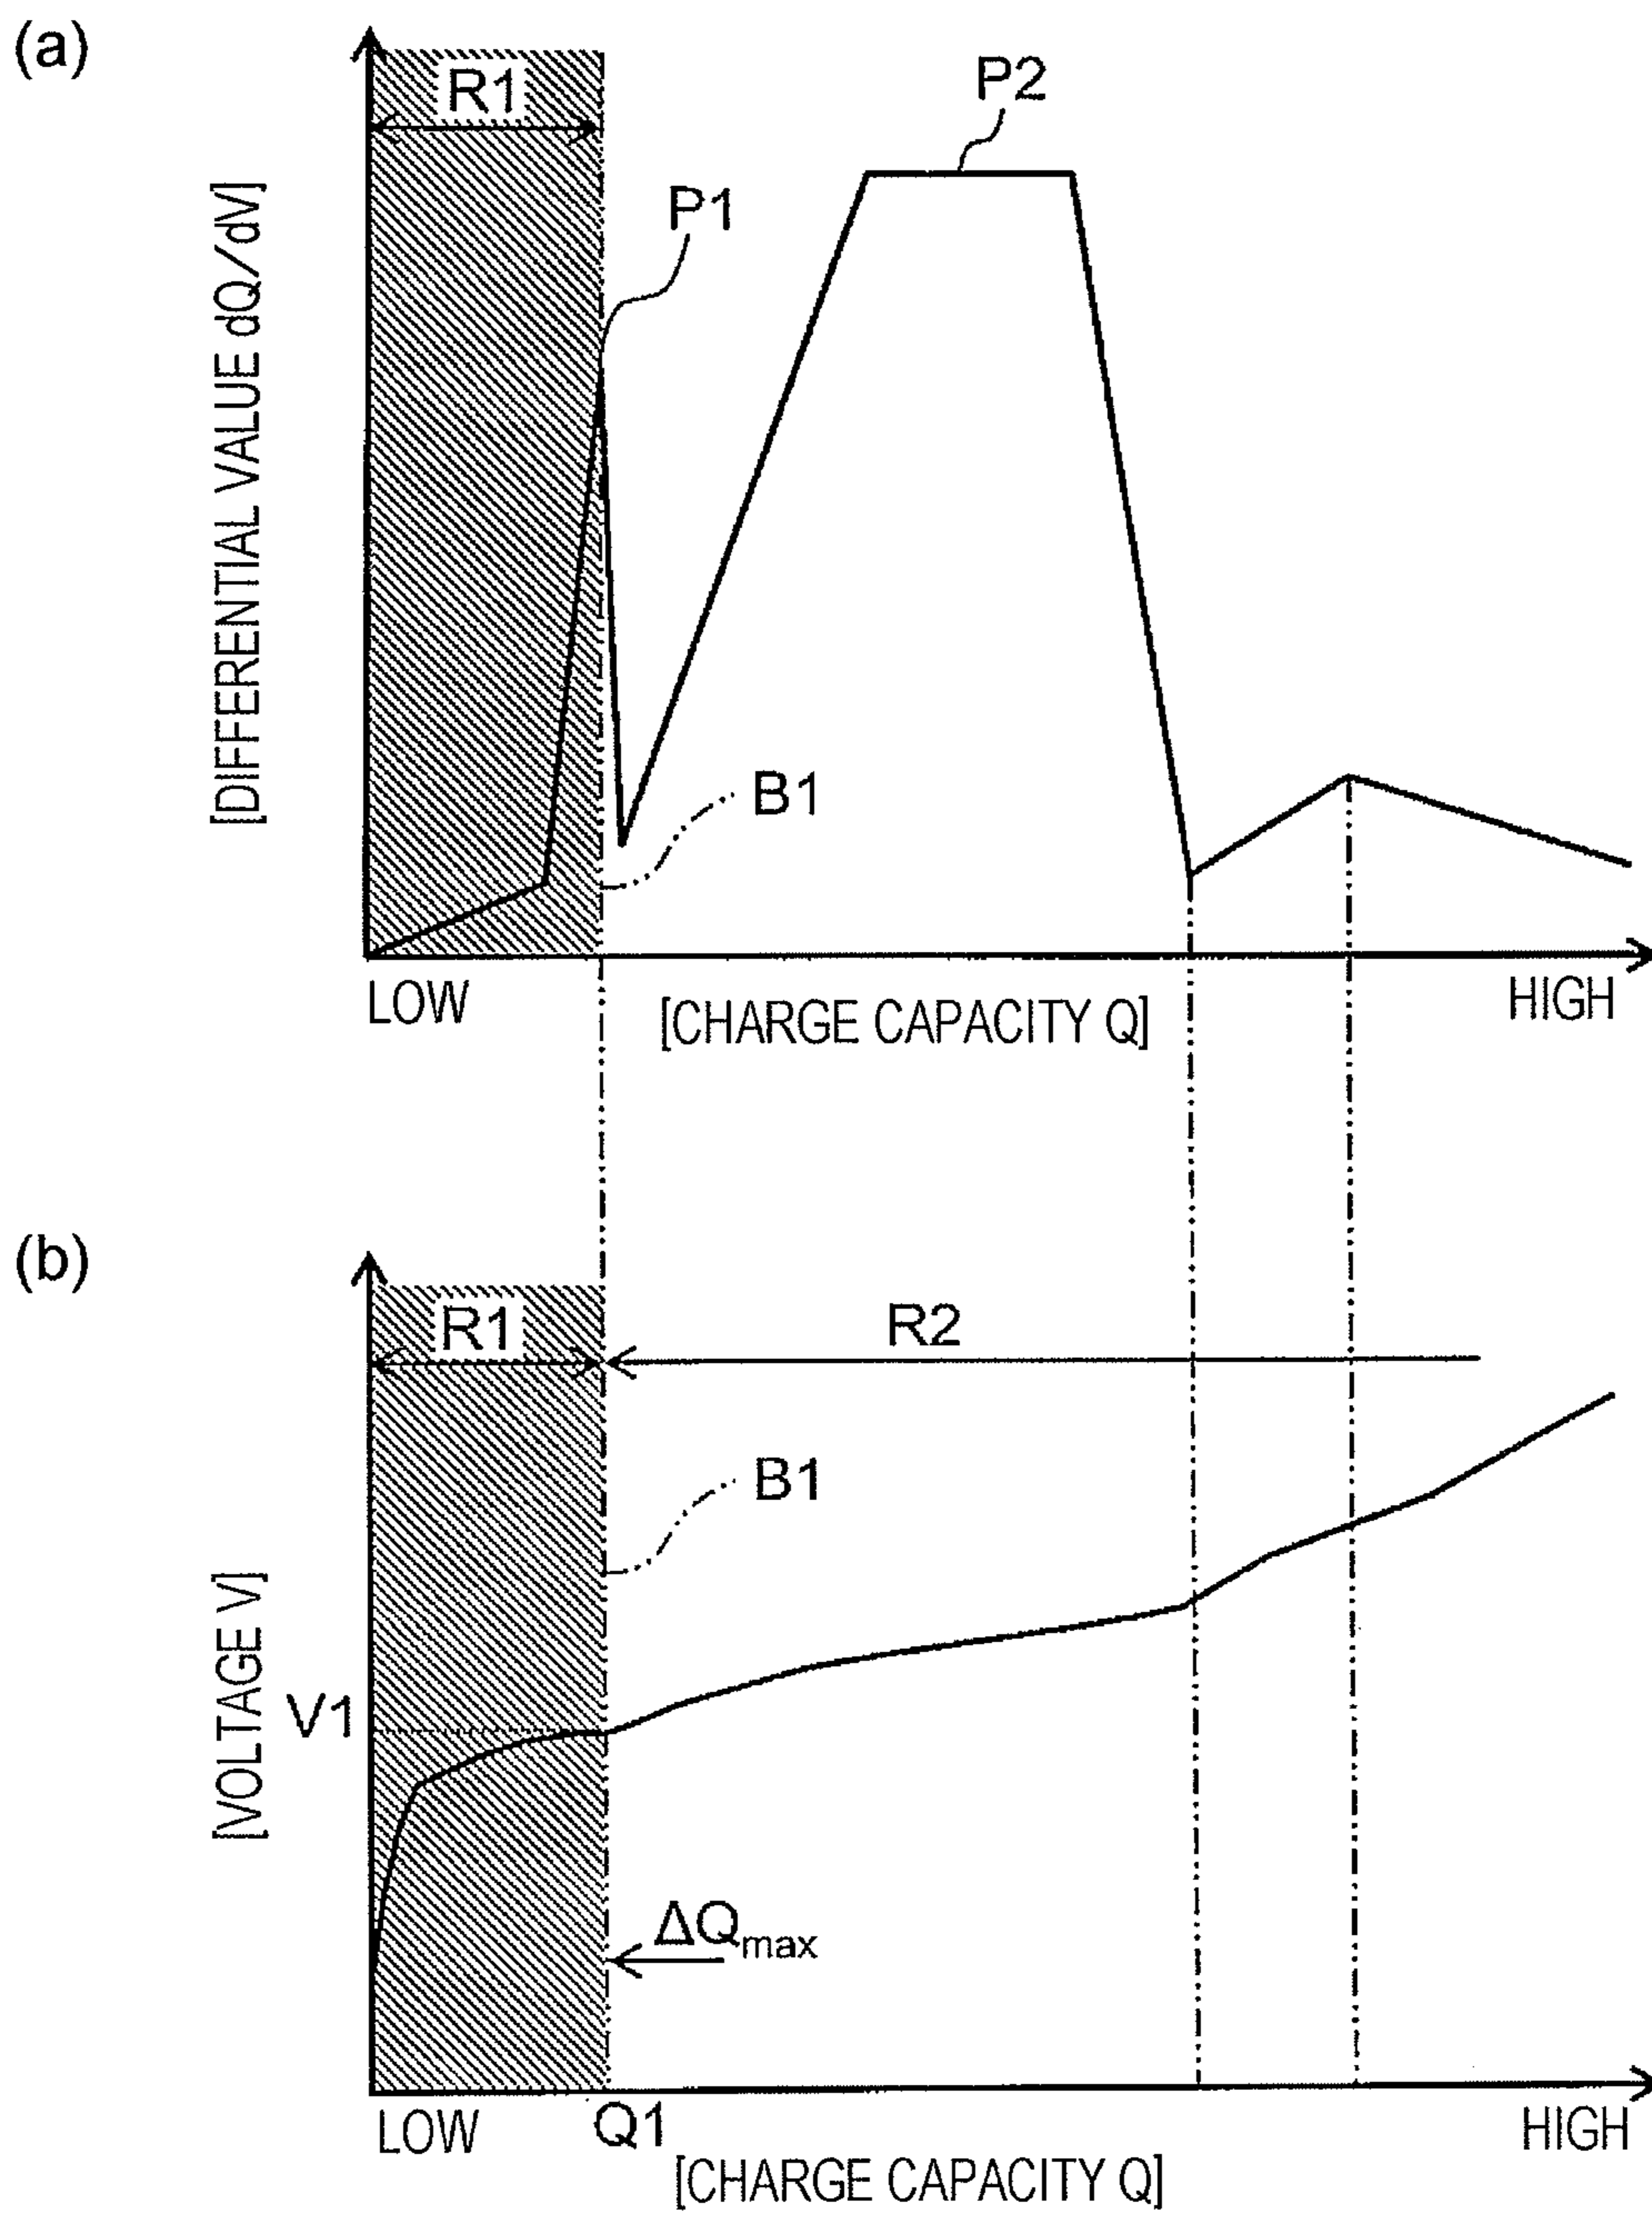 (a)
R1
P2
P1
[DIFFERENTIAL VALUE dQ/dV]
B1
LOW
[CHARGE CAPACITY Q]
HIGH
(b)
R1
R2
B1
[VOLTAGE V]
V1
ΔQmax
LOW
Q1
[CHARGE CAPACITY Q]
HIGH